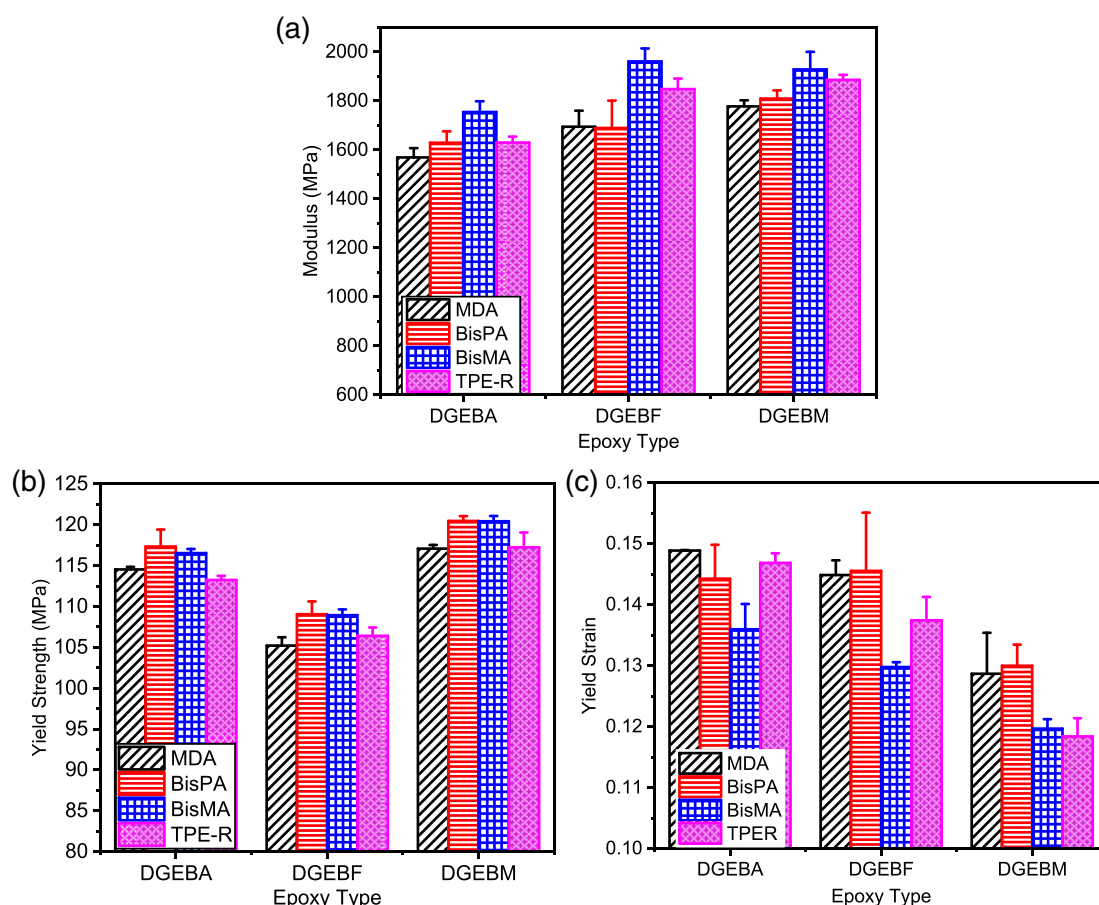 (a)
Modulus (MPa)
2000
1800
1600
1400
1200
1000
800
600
MDA
BisPA
BisMA
TPE-R
DGEBA DGEBF DGEBM
Epoxy Type
(b)
Yield Strength (MPa)
125
120
115
110
105
100
95
90
85
80
MDA
BisPA
BisMA
TPE-R
DGEBA DGEBF DGEBM
Epoxy Type
(c)
Yield Strain
0.16
0.15
0.14
0.13
0.12
0.11
0.10
MDA
BisPA
BisMA
TPER
DGEBA DGEBF DGEBM
Epoxy Type